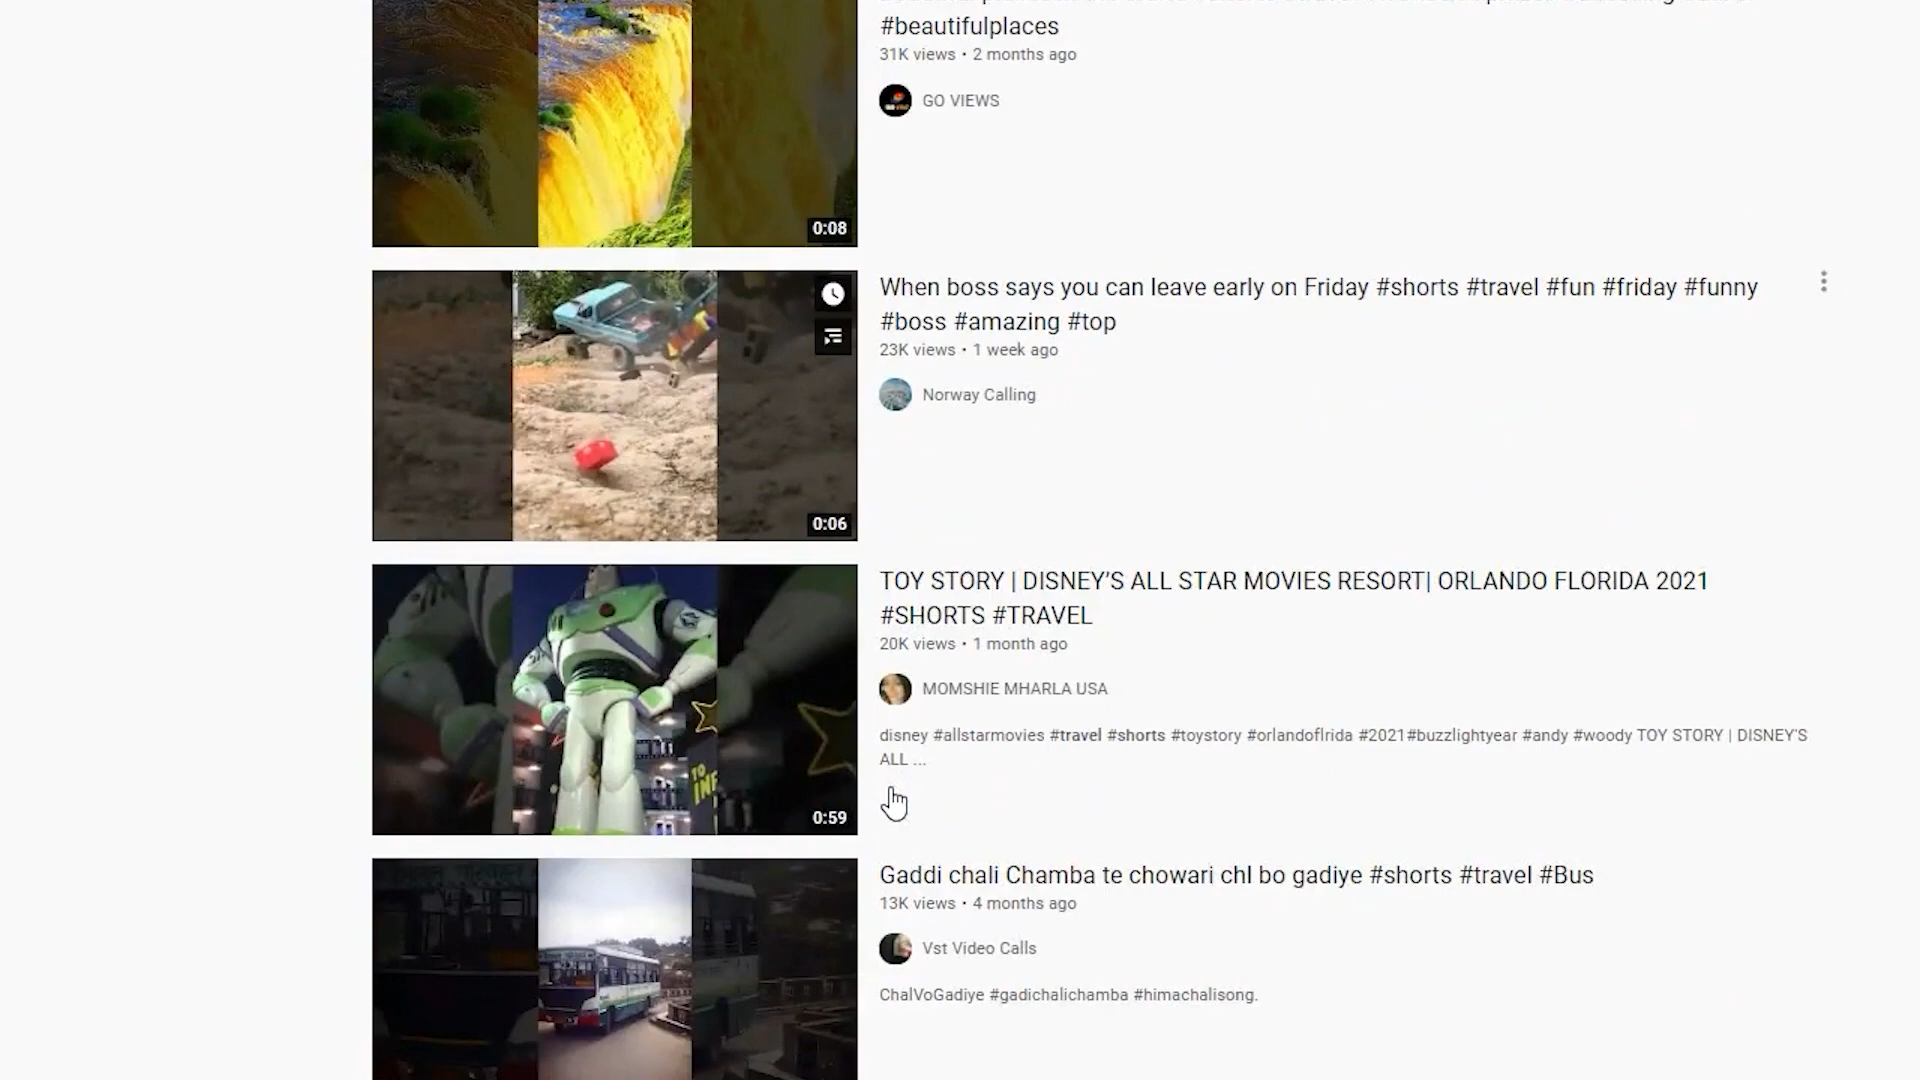 #beautifulplaces
31K views • 2 months ago
GO VIEWS
0:08
When boss says you can leave early on Friday #shorts #travel #fun #friday #funny
#boss #amazing #top
23K views • 1 week ago
Norway Calling
0:06
TOY STORY | DISNEY’S ALL STAR MOVIES RESORT| ORLANDO FLORIDA 2021
#SHORTS #TRAVEL
20K views • 1 month ago
MOMSHIE MHARLA USA
disney #allstarmovies #travel #shorts #toystory #orlandoflrida #2021#buzzlightyear #andy #woody TOY STORY | DISNEY'S
ALL ...
TO
INF
0:59
Gaddi chali Chamba te chowari chl bo gadiye #shorts #travel #Bus
13K views • 4 months ago
Vst Video Calls
ChalVoGadiye #gadichalichamba #himachalisong.